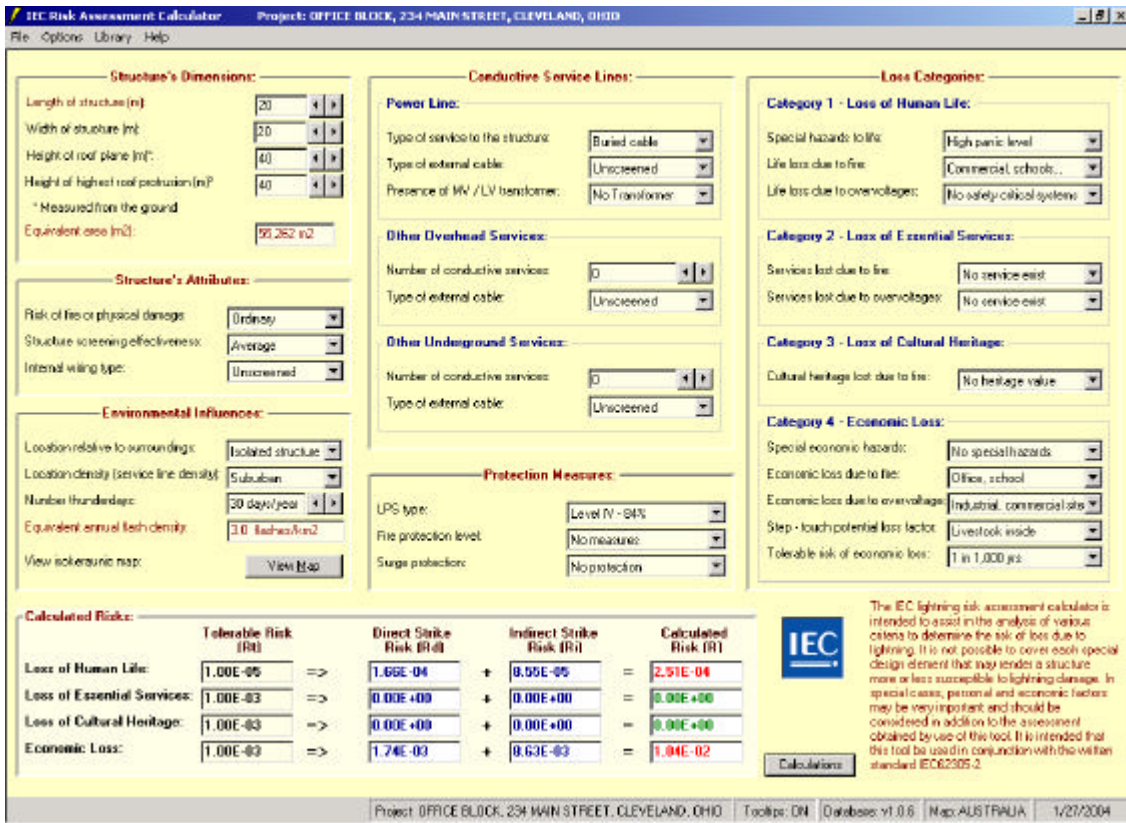 IEC Risk Assessment Calculator Project: OFFICE BLOCK, 234 MAIN STREET, CLEVELAND, OHIO
File Options Library Help
Structure's Dimensions:
Length of structure (m): 20
Width of structure (m): 20
Height of roof plane (m)*: 40
Height of highest roof protrusion (m)* 40
* Measured from the ground
Equivalent area (m2): 55,262 m2
Structure's Attributes:
Risk of fire or physical damage: Ordinary
Structure screening effectiveness: Average
Internal wiring type: Unscreened
Environmental Influences:
Location relative to surroundings: Isolated structure
Location density (service line density): Suburban
Number thunderdays: 30 days/year
Equivalent annual flash density: 3.0 flashes/km2
View isokeraunic map: View Map
Conductive Service Lines:
Power Line:
Type of service to the structure: Buried cable
Type of external cable: Unscreened
Presence of MV / LV transformer: No Transformer
Other Overhead Services:
Number of conductive services: 0
Type of external cable: Unscreened
Other Underground Services:
Number of conductive services: 0
Type of external cable: Unscreened
Protection Measures:
LPS type: Level IV - 84%
Fire protection level: No measures
Surge protection: No protection
Loss Categories:
Category 1 - Loss of Human Life:
Special hazards to life: High panic level
Life loss due to fire: Commercial, schools...
Life loss due to overvoltages: No safety critical systems
Category 2 - Loss of Essential Services:
Services lost due to fire: No service exist
Services lost due to overvoltages: No service exist
Category 3 - Loss of Cultural Heritage:
Cultural heritage lost due to fire: No heritage value
Category 4 - Economic Loss:
Special economic hazards: No special hazards
Economic loss due to fire: Office, school
Economic loss due to overvoltage: Industrial, commercial site
Step - touch potential loss factor: Livestock inside
Tolerable risk of economic loss: 1 in 1,000 yrs
Calculated Risks:
Tolerable Risk (Rt) Direct Strike Risk (Rd) Indirect Strike Risk (Ri) Calculated Risk (R)
Loss of Human Life: 1.00E-05 => 1.66E-04 + 8.55E-05 = 2.51E-04
Loss of Essential Services: 1.00E-03 => 0.00E+00 + 0.00E+00 = 0.00E+00
Loss of Cultural Heritage: 1.00E-03 => 0.00E+00 + 0.00E+00 = 0.00E+00
Economic Loss: 1.00E-03 => 1.74E-03 + 8.63E-03 = 1.04E-02
IEC
Calculations
The IEC lightning risk assessment calculator is
intended to assist in the analysis of various
criteria to determine the risk of loss due to
lightning. It is not possible to cover each special
design element that may render a structure
more or less susceptible to lightning damage. In
special cases, personal and economic factors
may be very important and should be
considered in addition to the assessment
obtained by use of this tool. It is intended that
this tool be used in conjunction with the written
standard IEC62305-2
Project: OFFICE BLOCK, 234 MAIN STREET, CLEVELAND, OHIO Tooltips: ON Database: v1.0.6 Map: AUSTRALIA 1/27/2004